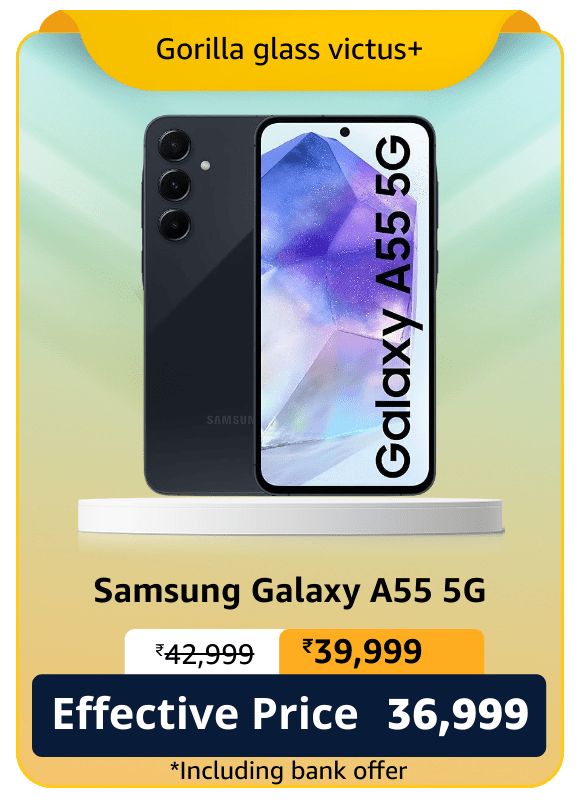 Gorilla glass victus+
Galaxy A55 5G
SAMSUN
Samsung Galaxy A55 5G
₹42,999 ₹39,999
Effective Price 36,999
*Including bank offer